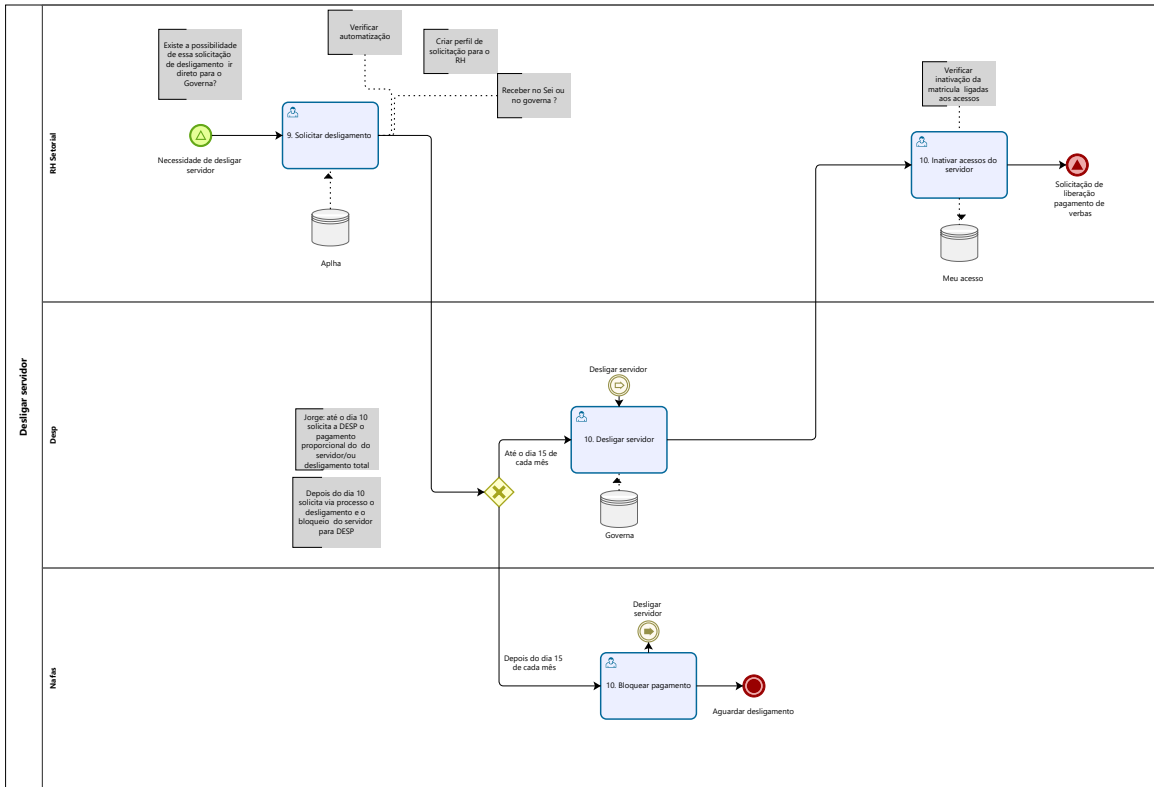 Desligar servidor
RH Setorial
Existe a possibilidade
de essa solicitação
de desligamento ir
direto para o
Governa?
Verificar
automatização
Criar perfil de
solicitação para o
RH
Receber no Sei ou
no governa ?
Necessidade de desligar
servidor
9. Solicitar desligamento
Aplha
Verificar
inativação da
matricula ligadas
aos acessos
10. Inativar acessos do
servidor
Meu acesso
Solicitação de
liberação
pagamento de
verbas
Desp
Jorge: até o dia 10
solicita a DESP o
pagamento
proporcional do do
servidor/ou
desligamento total
Depois do dia 10
solicita via processo o
desligamento e o
bloqueio do servidor
para DESP
Até o dia 15 de
cada mês
Desligar servidor
10. Desligar servidor
Governa
Nafas
Depois do dia 15
de cada mês
Desligar
servidor
10. Bloquear pagamento
Aguardar desligamento